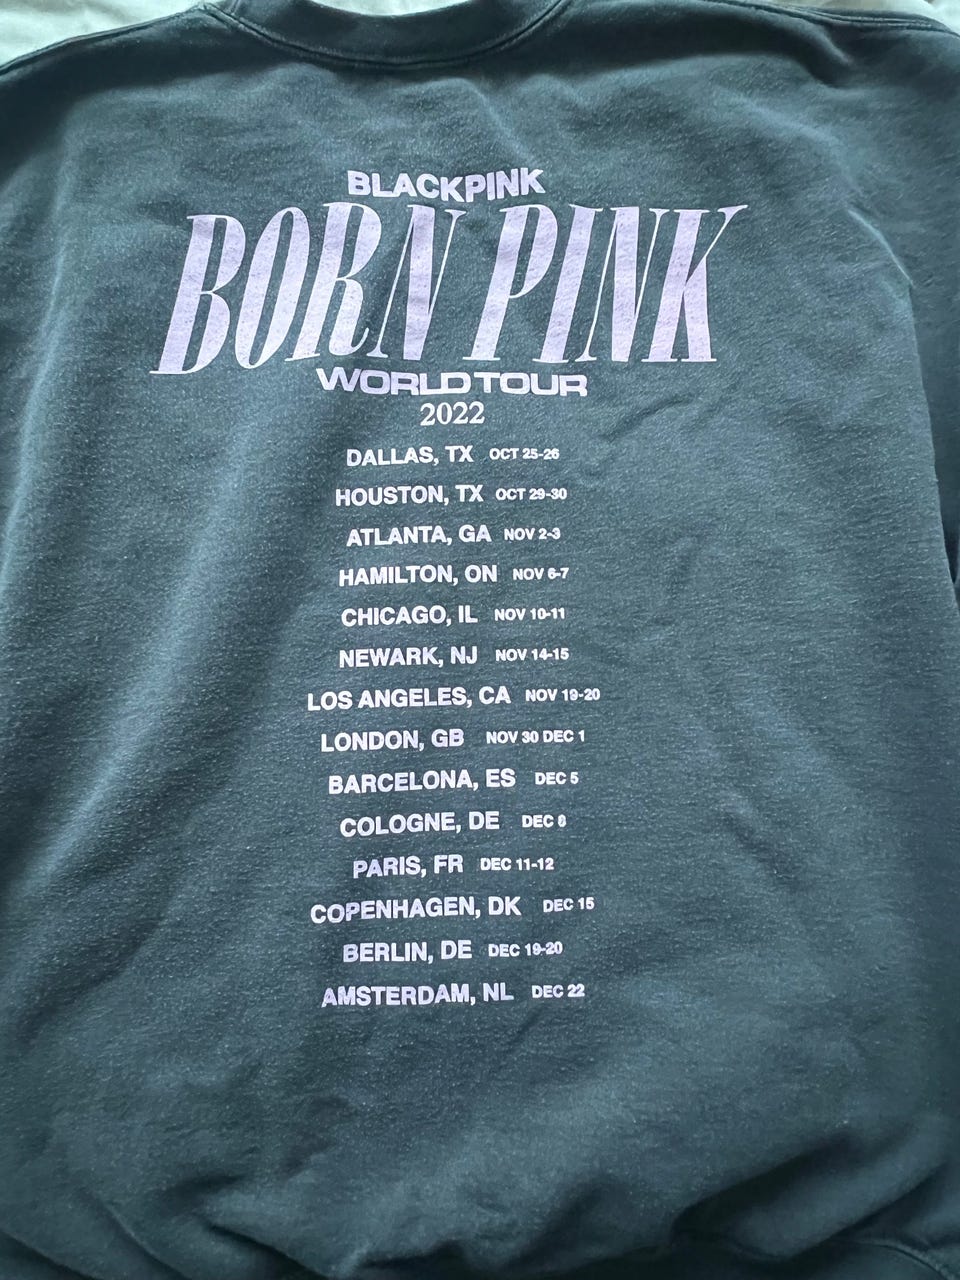 BLACKPINK
BORN PINK
WORLD TOUR
2022
DALLAS, TX OCT 25-26
HOUSTON, TX OCT 29-30
ATLANTA, GA NOV 2-3
HAMILTON, ON NOV 6-7
CHICAGO, IL NOV 10-11
NEWARK, NJ NOV 14-15
LOS ANGELES, CA NOV 19-20
LONDON, GB NOV 30 DEC 1
BARCELONA, ES DEC 5
COLOGNE, DE DEC 8
PARIS, FR DEC 11-12
COPENHAGEN, DK DEC 15
BERLIN, DE DEC 19-20
AMSTERDAM, NL DEC 22